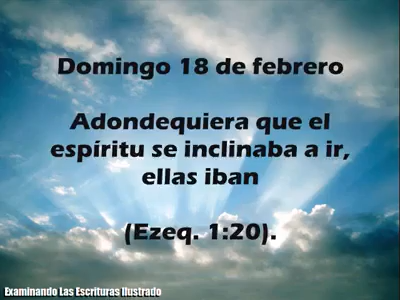 Domingo 18 de febrero
Adondequiera que el
espíritu se inclinaba a ir,
ellas iban
(Ezeq. 1:20).
Examinando Las Escrituras Ilustrado